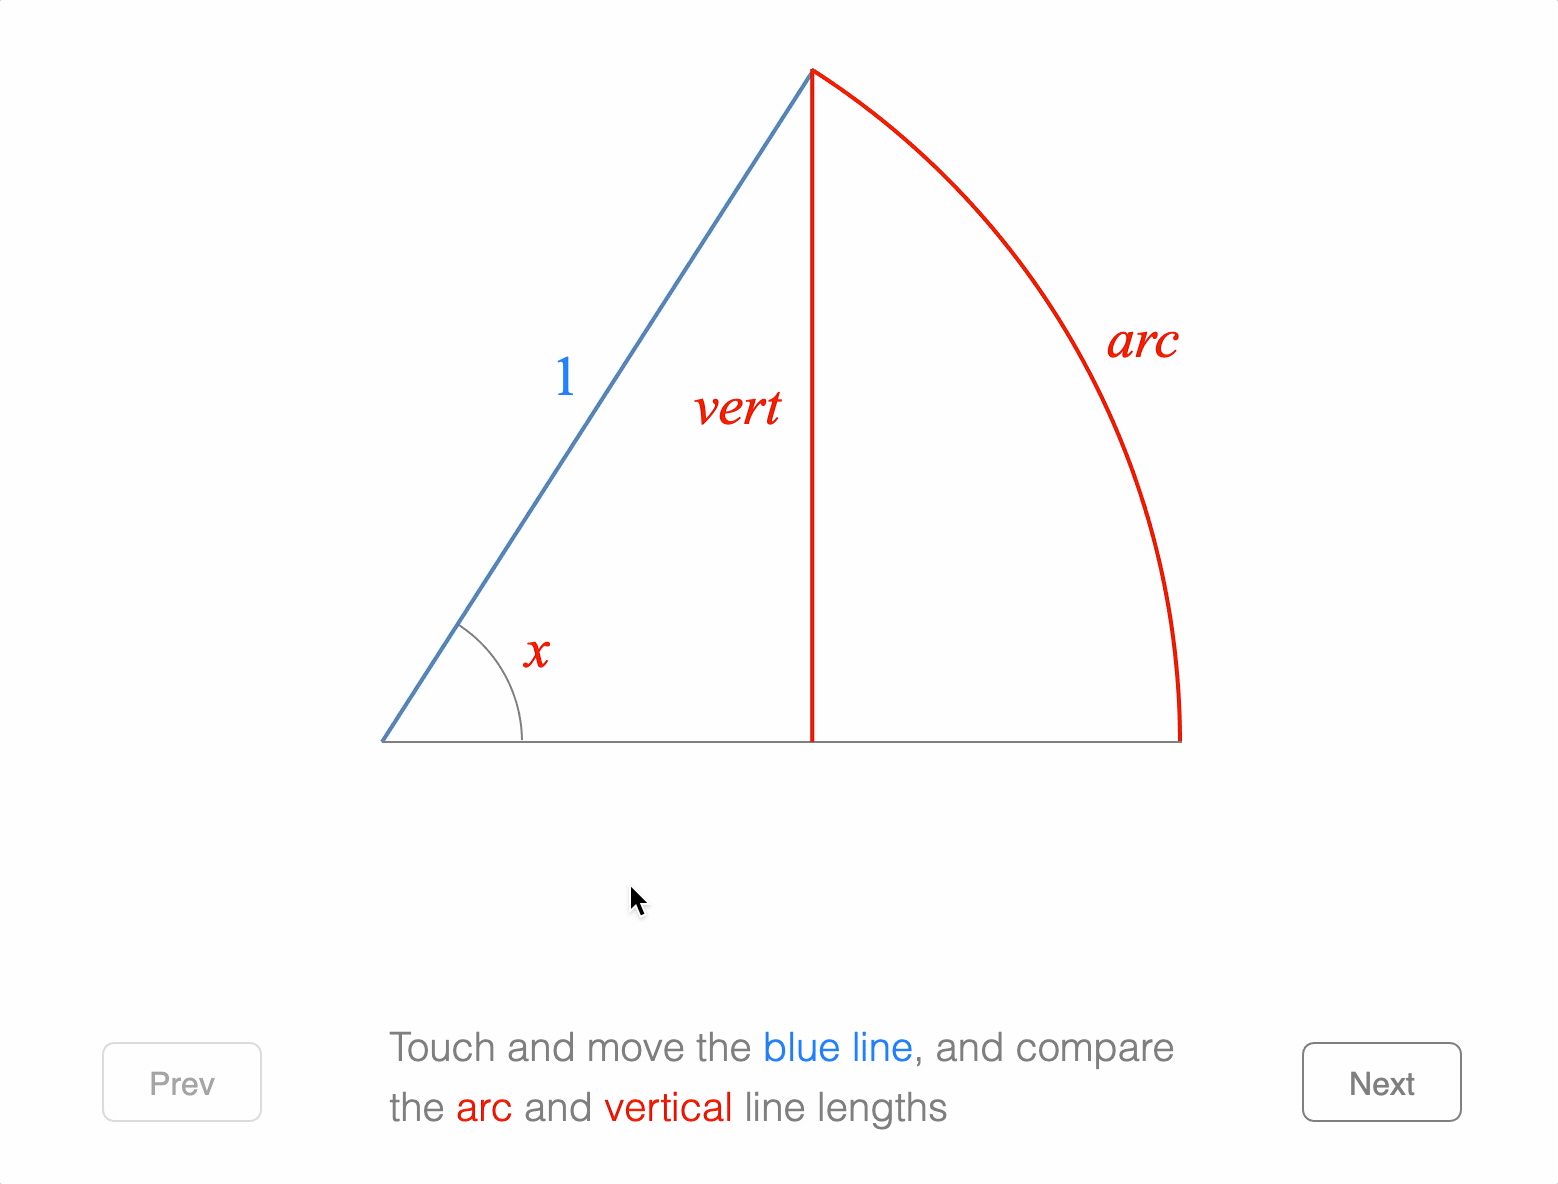 1
vert
arc
x
Touch and move the blue line, and compare
the arc and vertical line lengths
Prev
Next